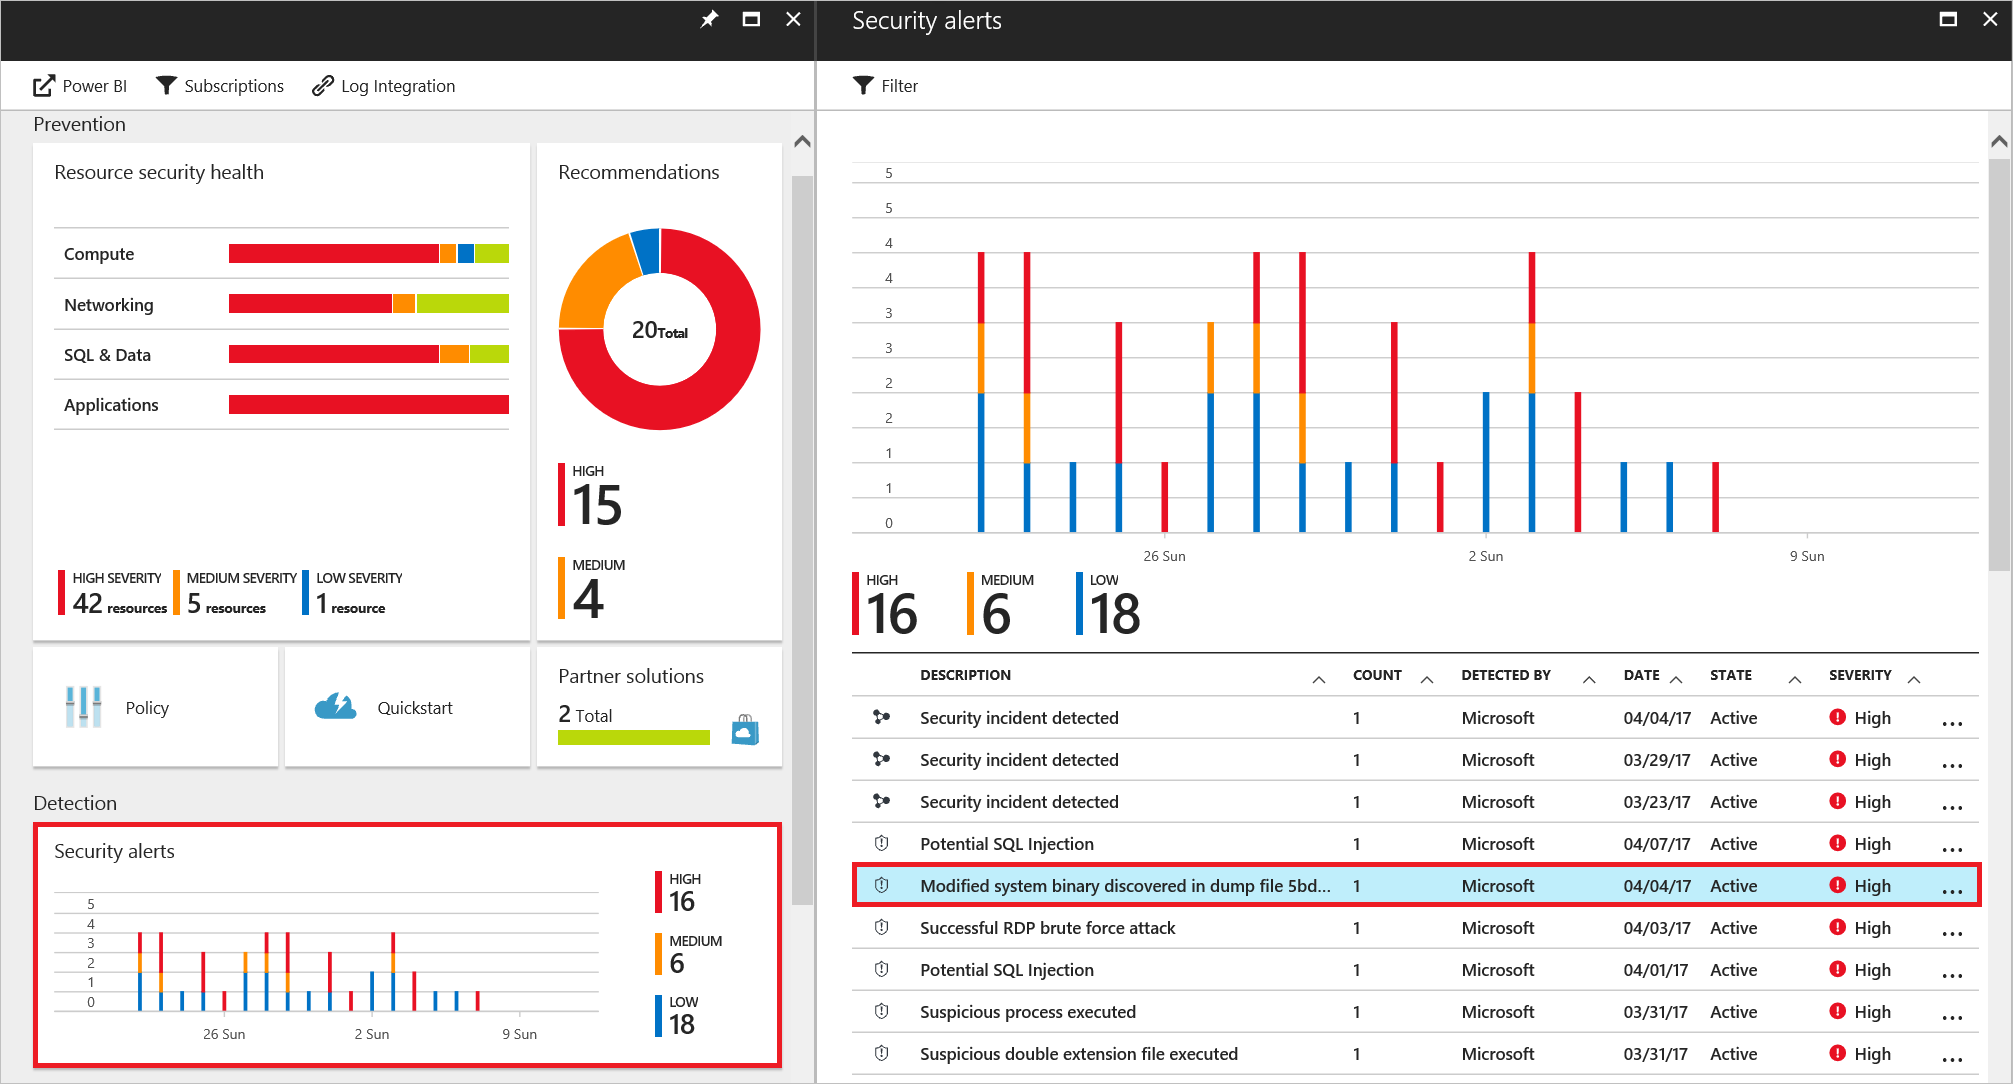 Power BI
Subscriptions
Log Integration
Prevention
Resource security health
Compute
Networking
SQL & Data
Applications
HIGH SEVERITY
42 resources
MEDIUM SEVERITY
5 resources
LOW SEVERITY
1 resource
Recommendations
20 Total
HIGH
15
MEDIUM
4
Policy
Quickstart
Partner solutions
2 Total
Detection
Security alerts
5
4
3
2
1
0
26 Sun
2 Sun
9 Sun
HIGH
16
MEDIUM
6
LOW
18
Security alerts
Filter
5
5
4
4
3
3
2
2
1
1
0
26 Sun
2 Sun
9 Sun
HIGH
16
MEDIUM
6
LOW
18
DESCRIPTION COUNT DETECTED BY DATE STATE SEVERITY
Security incident detected 1 Microsoft 04/04/17 Active High ...
Security incident detected 1 Microsoft 03/29/17 Active High ...
Security incident detected 1 Microsoft 03/23/17 Active High ...
Potential SQL Injection 1 Microsoft 04/07/17 Active High ...
Modified system binary discovered in dump file 5bd... 1 Microsoft 04/04/17 Active High ...
Successful RDP brute force attack 1 Microsoft 04/03/17 Active High ...
Potential SQL Injection 1 Microsoft 04/01/17 Active High ...
Suspicious process executed 1 Microsoft 03/31/17 Active High ...
Suspicious double extension file executed 1 Microsoft 03/31/17 Active High ...